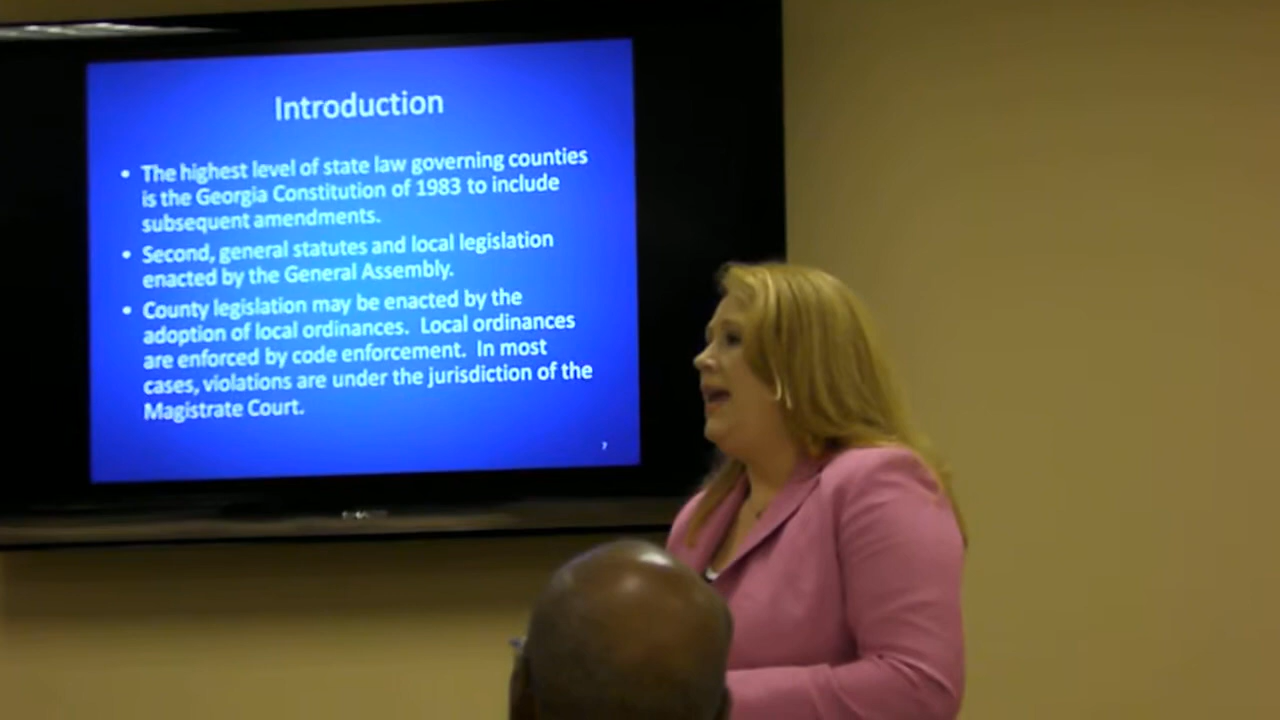 Introduction
• The highest level of state law governing counties
is the Georgia Constitution of 1983 to include
subsequent amendments.
• Second, general statutes and local legislation
enacted by the General Assembly.
• County legislation may be enacted by the
adoption of local ordinances. Local ordinances
are enforced by code enforcement. In most
cases, violations are under the jurisdiction of the
Magistrate Court.
7